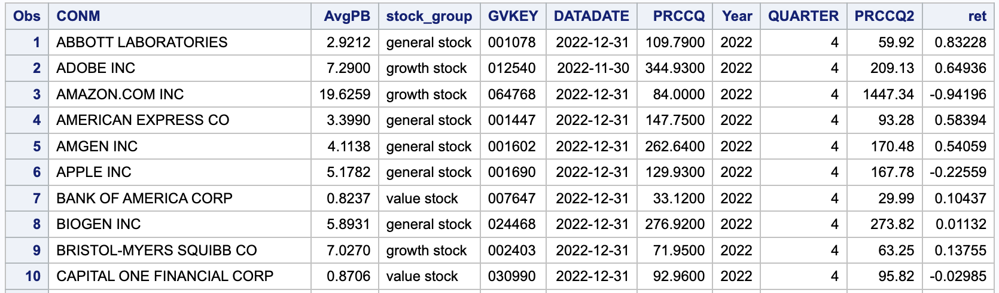 Obs CONM AvgPB stock_group GVKEY DATADATE PRCCQ Year QUARTER PRCCQ2 ret
1 ABBOTT LABORATORIES 2.9212 general stock 001078 2022-12-31 109.7900 2022 4 59.92 0.83228
2 ADOBE INC 7.2900 growth stock 012540 2022-11-30 344.9300 2022 4 209.13 0.64936
3 AMAZON.COM INC 19.6259 growth stock 064768 2022-12-31 84.0000 2022 4 1447.34 -0.94196
4 AMERICAN EXPRESS CO 3.3990 general stock 001447 2022-12-31 147.7500 2022 4 93.28 0.58394
5 AMGEN INC 4.1138 general stock 001602 2022-12-31 262.6400 2022 4 170.48 0.54059
6 APPLE INC 5.1782 general stock 001690 2022-12-31 129.9300 2022 4 167.78 -0.22559
7 BANK OF AMERICA CORP 0.8237 value stock 007647 2022-12-31 33.1200 2022 4 29.99 0.10437
8 BIOGEN INC 5.8931 general stock 024468 2022-12-31 276.9200 2022 4 273.82 0.01132
9 BRISTOL-MYERS SQUIBB CO 7.0270 growth stock 002403 2022-12-31 71.9500 2022 4 63.25 0.13755
10 CAPITAL ONE FINANCIAL CORP 0.8706 value stock 030990 2022-12-31 92.9600 2022 4 95.82 -0.02985